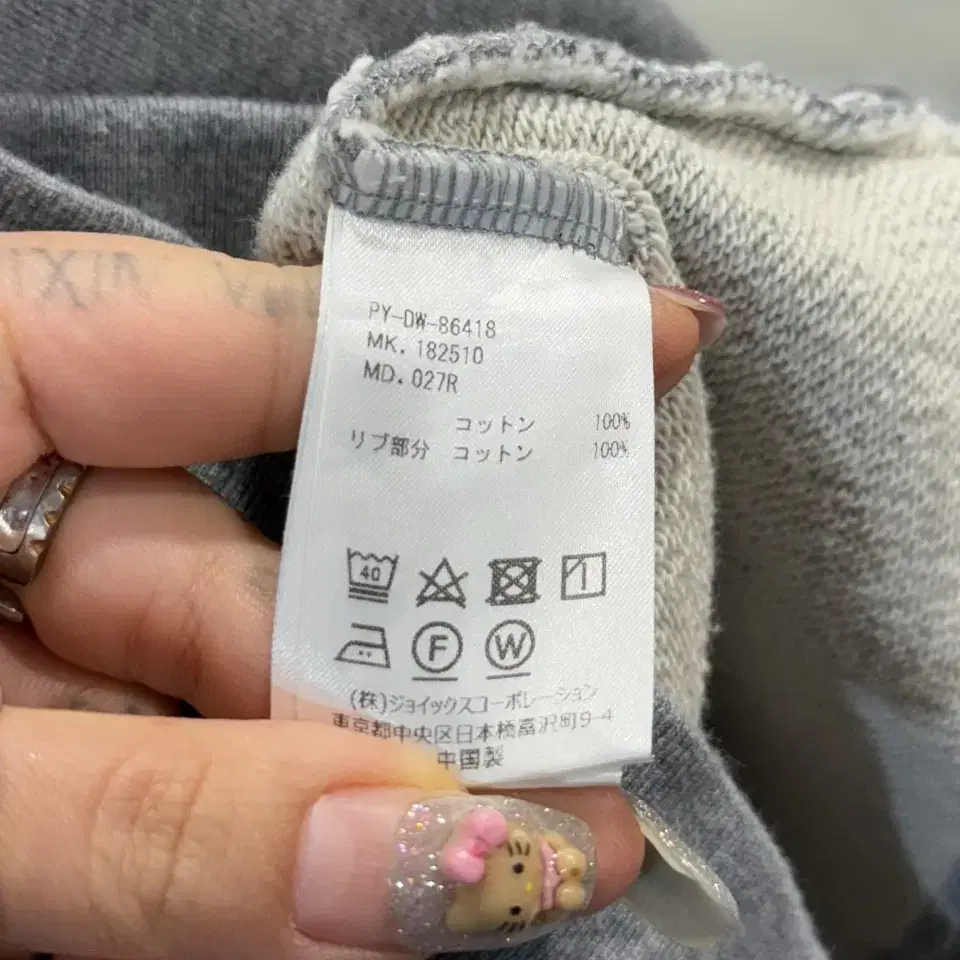 PY-DW-86418
MK. 182510
MD. 027R
コットン 100%
リブ部分 コットン 100%
40
F W
(株)ジョイックスコーポレーション
東京都中央区日本橋富沢町9-4
中国製